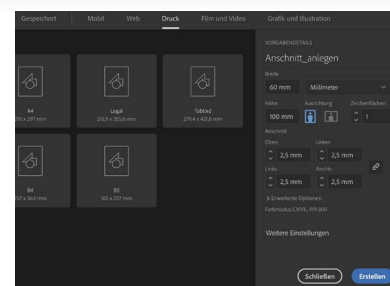 Gespeichert Mobil Web Druck Film und Video Grafik und Illustration
VORGABENDETAILS
Anschnitt_anlegen
Breite
60 mm Millimeter
Höhe Ausrichtung Zeichenflächen
100 mm 1
Anschnitt
Oben Unten
2,5 mm 2,5 mm
Links Rechts
2,5 mm 2,5 mm
Erweiterte Optionen
Farbmodus:CMYK, PPI:300
Weitere Einstellungen
Schließen Erstellen
A4 Legal Tabloid
210 x 297 mm 215,9 x 355,6 mm 279,4 x 431,8 mm
B4 B5
257 x 364 mm 182 x 257 mm